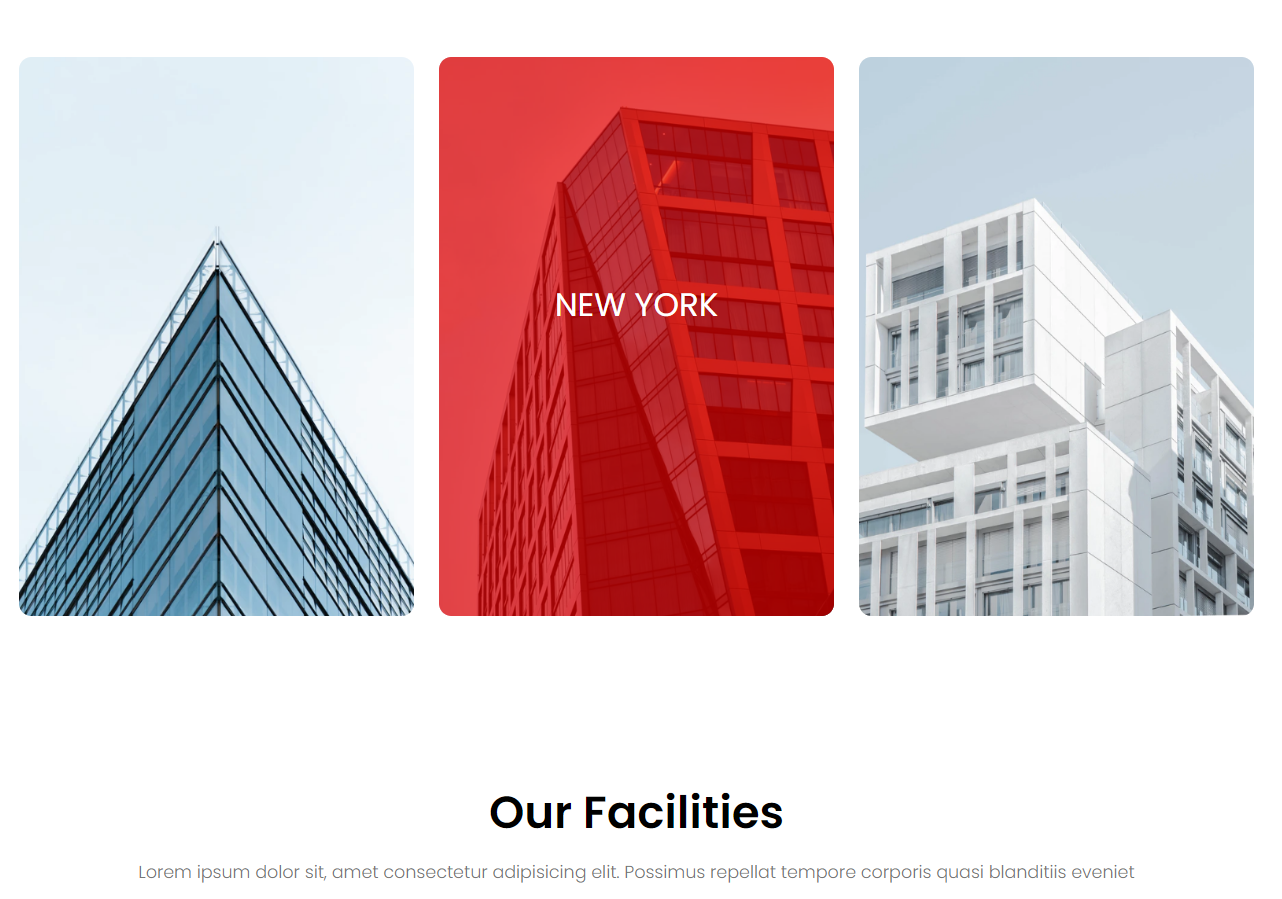 NEW YORK
Our Facilities
Lorem ipsum dolor sit, amet consectetur adipisicing elit. Possimus repellat tempore corporis quasi blanditiis eveniet